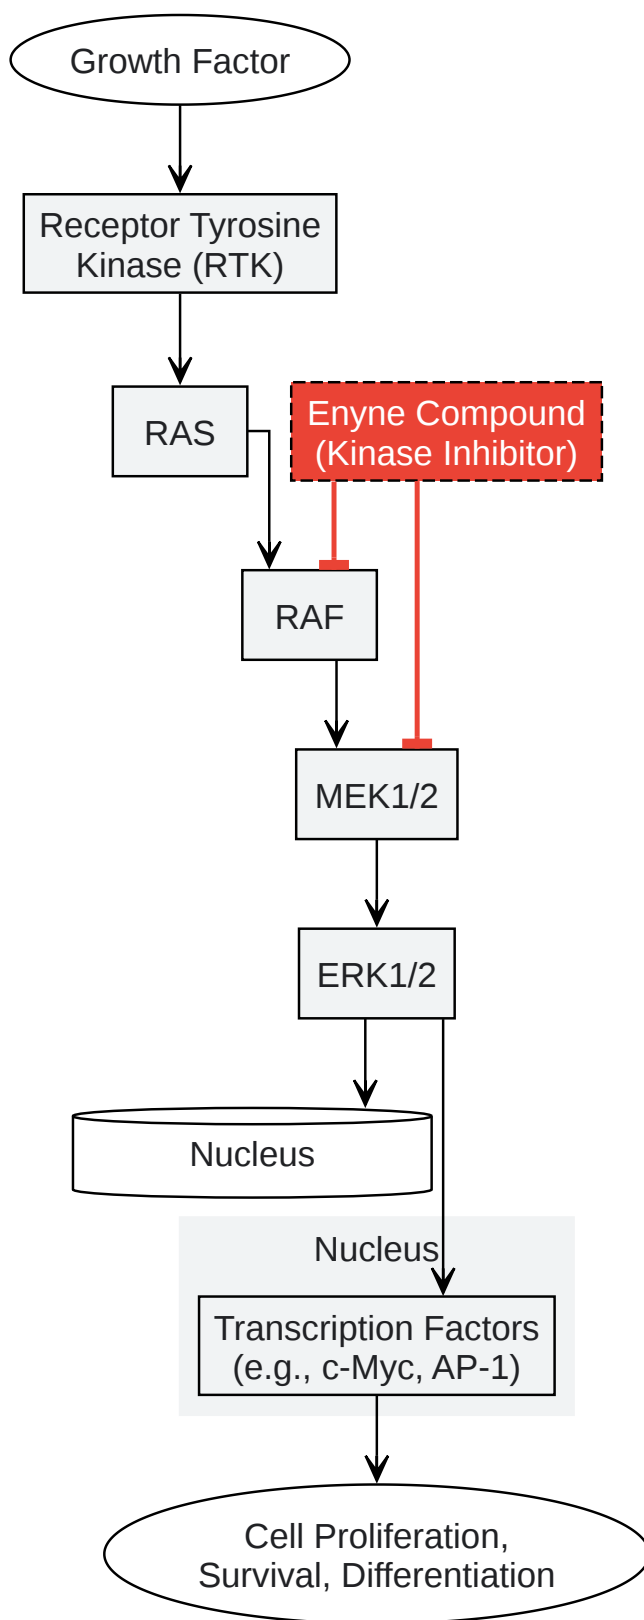 Growth Factor
Receptor Tyrosine
Kinase (RTK)
RAS
Enyne Compound
(Kinase Inhibitor)
RAF
MEK1/2
ERK1/2
Nucleus
Nucleus
Transcription Factors
(e.g., c-Myc, AP-1)
Cell Proliferation,
Survival, Differentiation